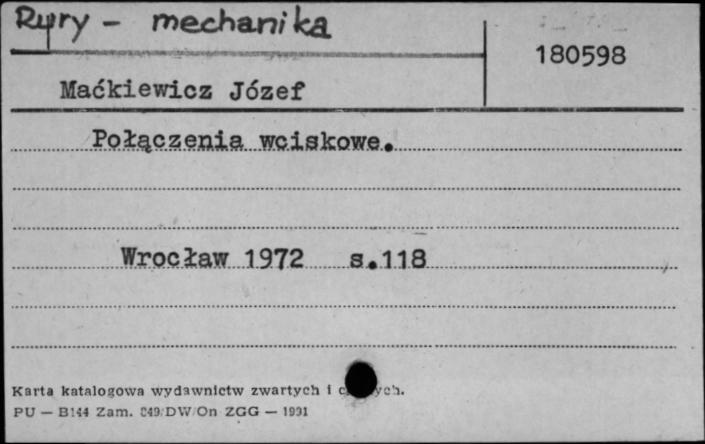 Rury - mechanika
180598
Maćkiewicz Józef
Połączenia wciskowe.
Wrocław 1972 s.118
Karta katalogowa wydawnictw zwartych i
PU — B144 Zam. 849/DW/On ZGG — 1991